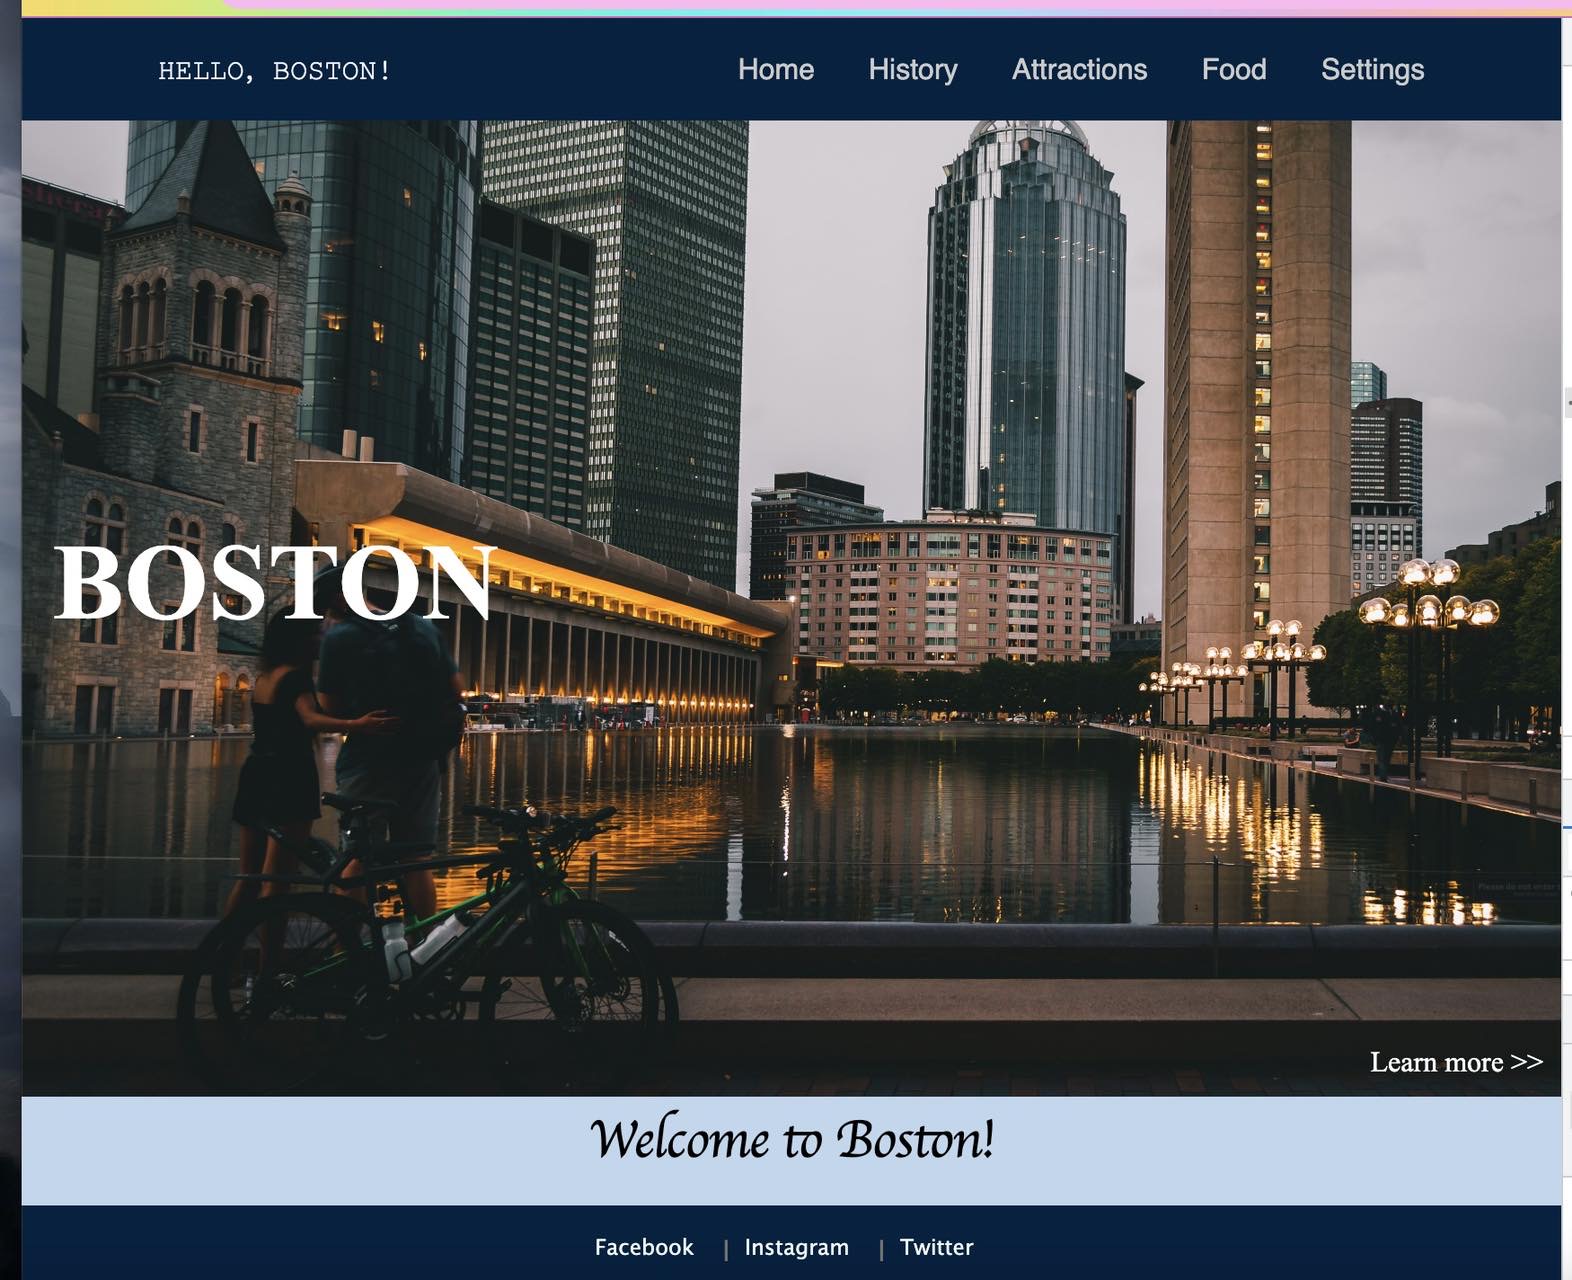 HELLO, BOSTON!
Home History Attractions Food Settings
BOSTON
Learn more >>
Welcome to Boston!
Facebook | Instagram | Twitter